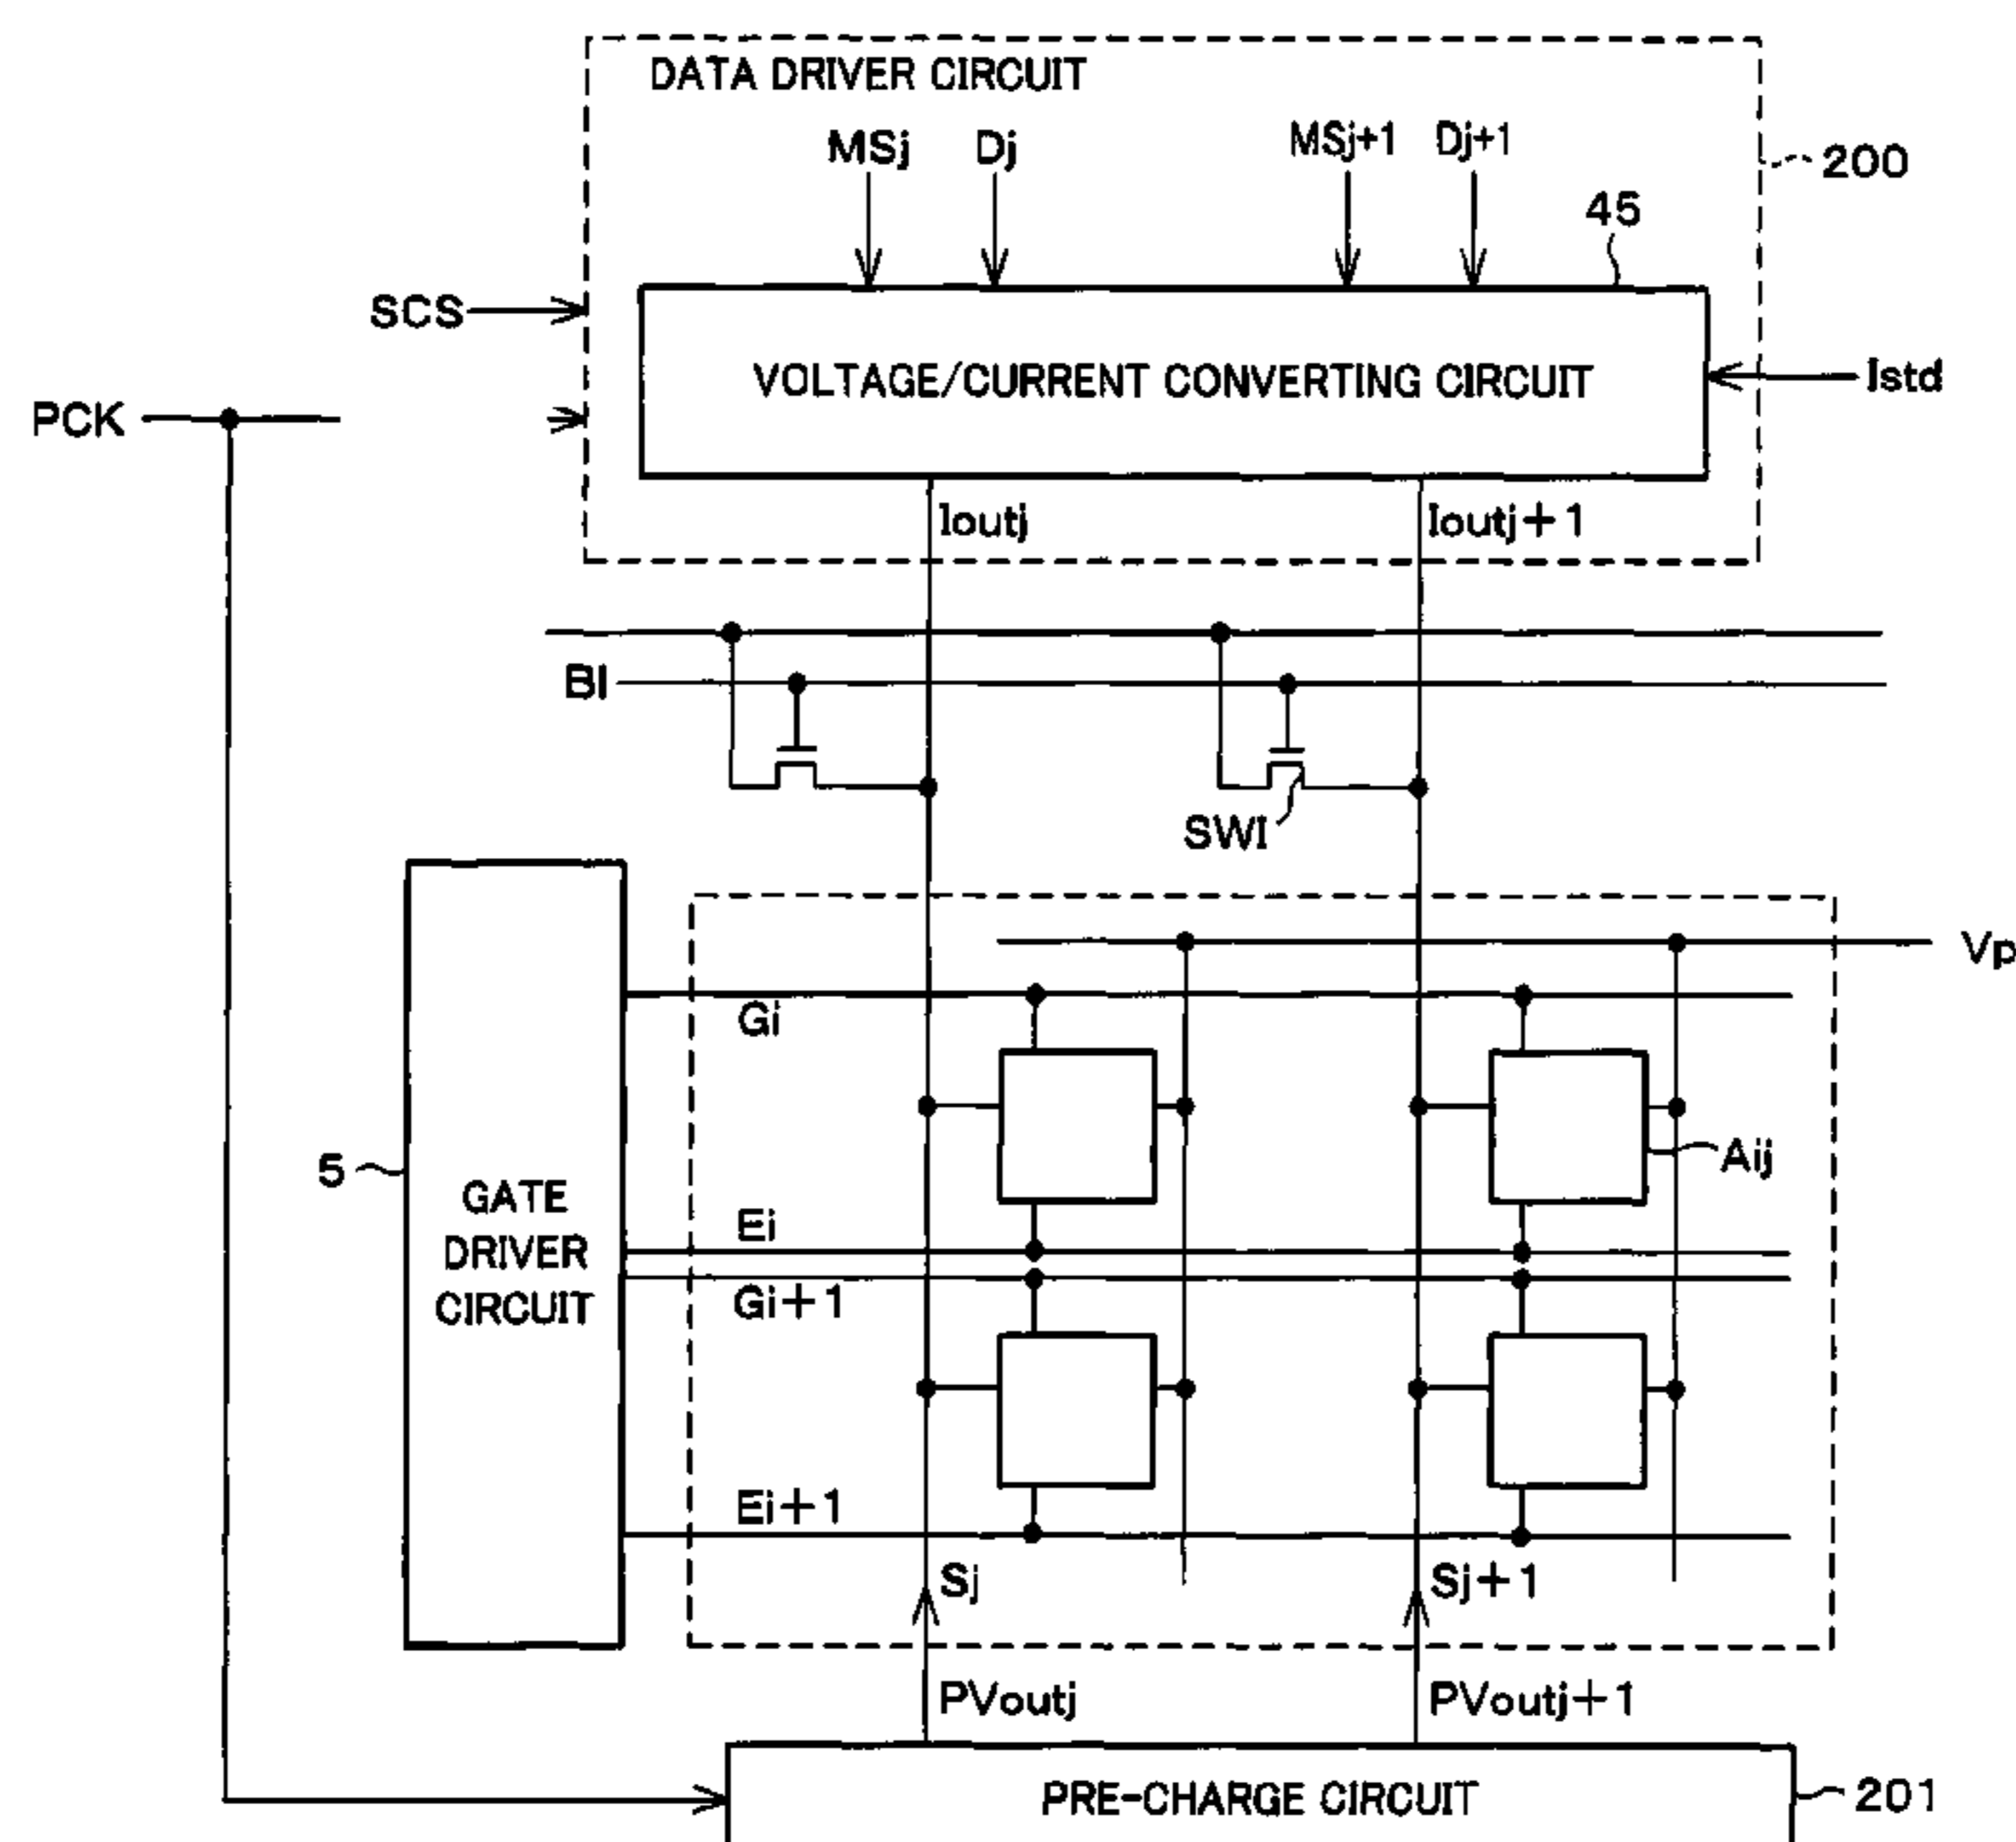 DATA DRIVER CIRCUIT
MSj Dj MSj+1 Dj+1
200
45
SCS
VOLTAGE/CURRENT CONVERTING CIRCUIT
Istd
PCK
Ioutj Ioutj+1
BI
SWI
Vp
Gi
5
Aij
GATE
DRIVER
CIRCUIT
Ei
Gi+1
Ei+1
Sj Sj+1
PVoutj PVoutj+1
PRE-CHARGE CIRCUIT
201